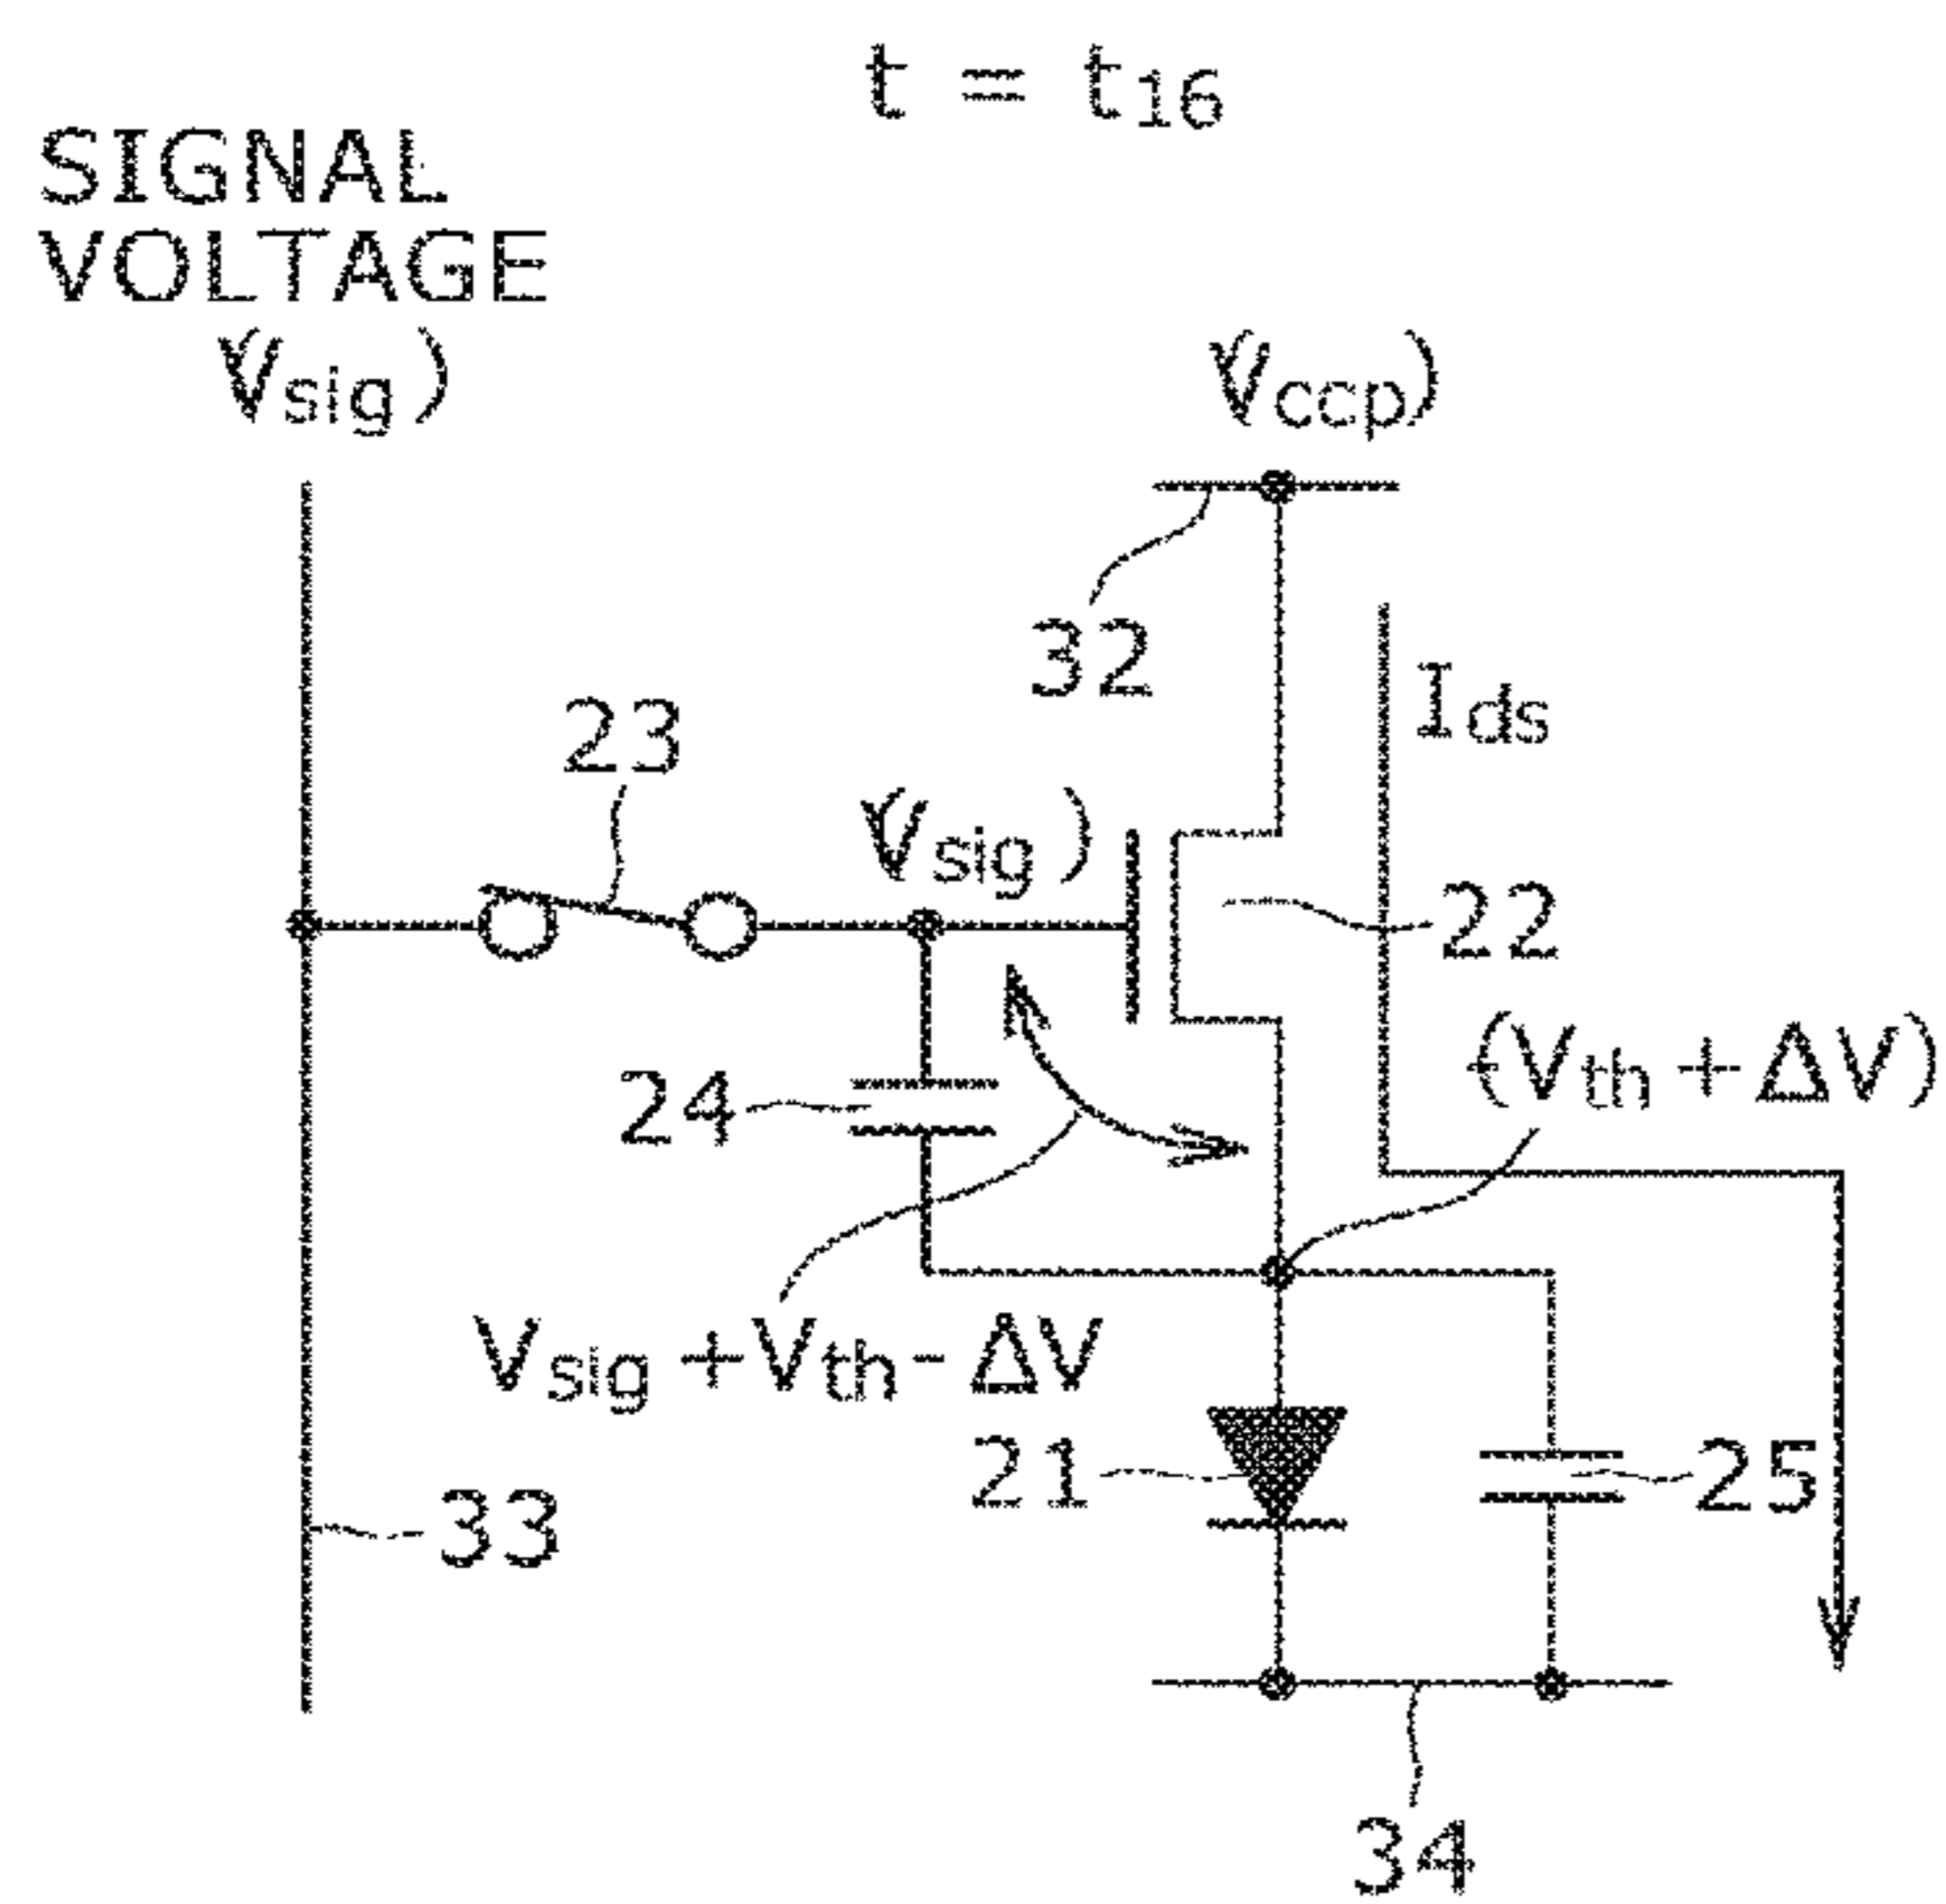 t = t16
SIGNAL
VOLTAGE
(Vsig)
(Vccp)
32
Ids
23
(Vsig)
22
(-Vth + ΔV)
24
Vsig +Vth- ΔV
21
25
33
34